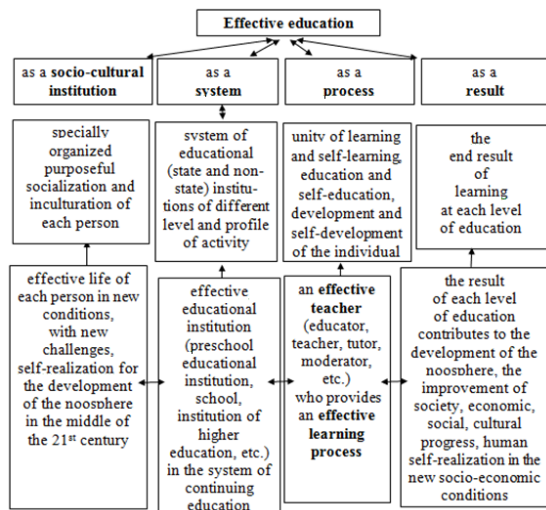 Effective education
as a socio-cultural
institution
as a
system
as a
process
as a
result
specially
organized
purposeful
socialization and
inculturation of
each person
system of
educational
(state and non-
state) institu-
tions of different
level and profile
of activity
unity of learning
and self-learning,
education and
self-education,
development and
self-development
of the individual
the
end result
of
learning
at each level
of education
effective life of
each person in new
conditions,
with new
challenges,
self-realization for
the development
of the noosphere
in the middle of
the 21st century
effective
educational
institution
(preschool
educational
institution,
school,
institution of
higher
education, etc.)
in the system of
continuing
education
an effective
teacher
(educator,
teacher, tutor,
moderator,
etc.)
who provides
an effective
learning
process
the result
of each level
of education
contributes to the
development of the
noosphere, the
improvement of
society, economic,
social, cultural
progress, human
self-realization in the
new socio-economic
conditions